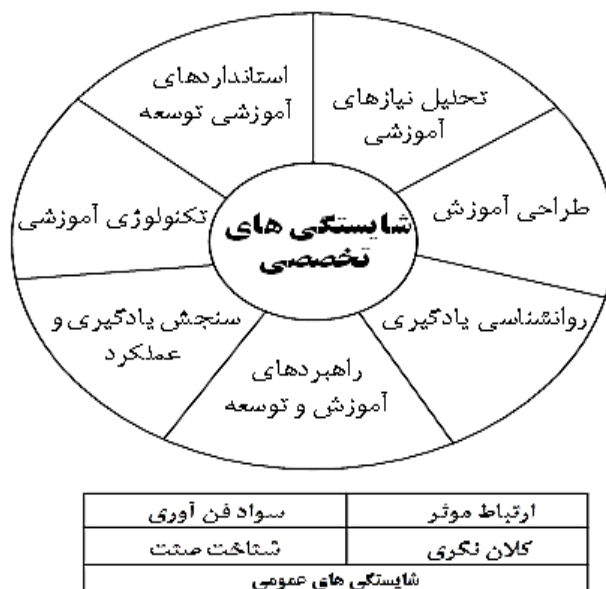 استانداردهای
آموزشی توسعه
تحلیل نیازهای
آموزشی
طراحی آموزش
تکنولوژی آموزشی
شایستگی های
تخصصی
روانشناسی یادگیری
سنجش یادگیری و
عملکرد
راهبردهای
آموزش و توسعه
ارتباط موثر
سواد فن آوری
کلان نگری
شناخت صنت
شایستگی های عمومی